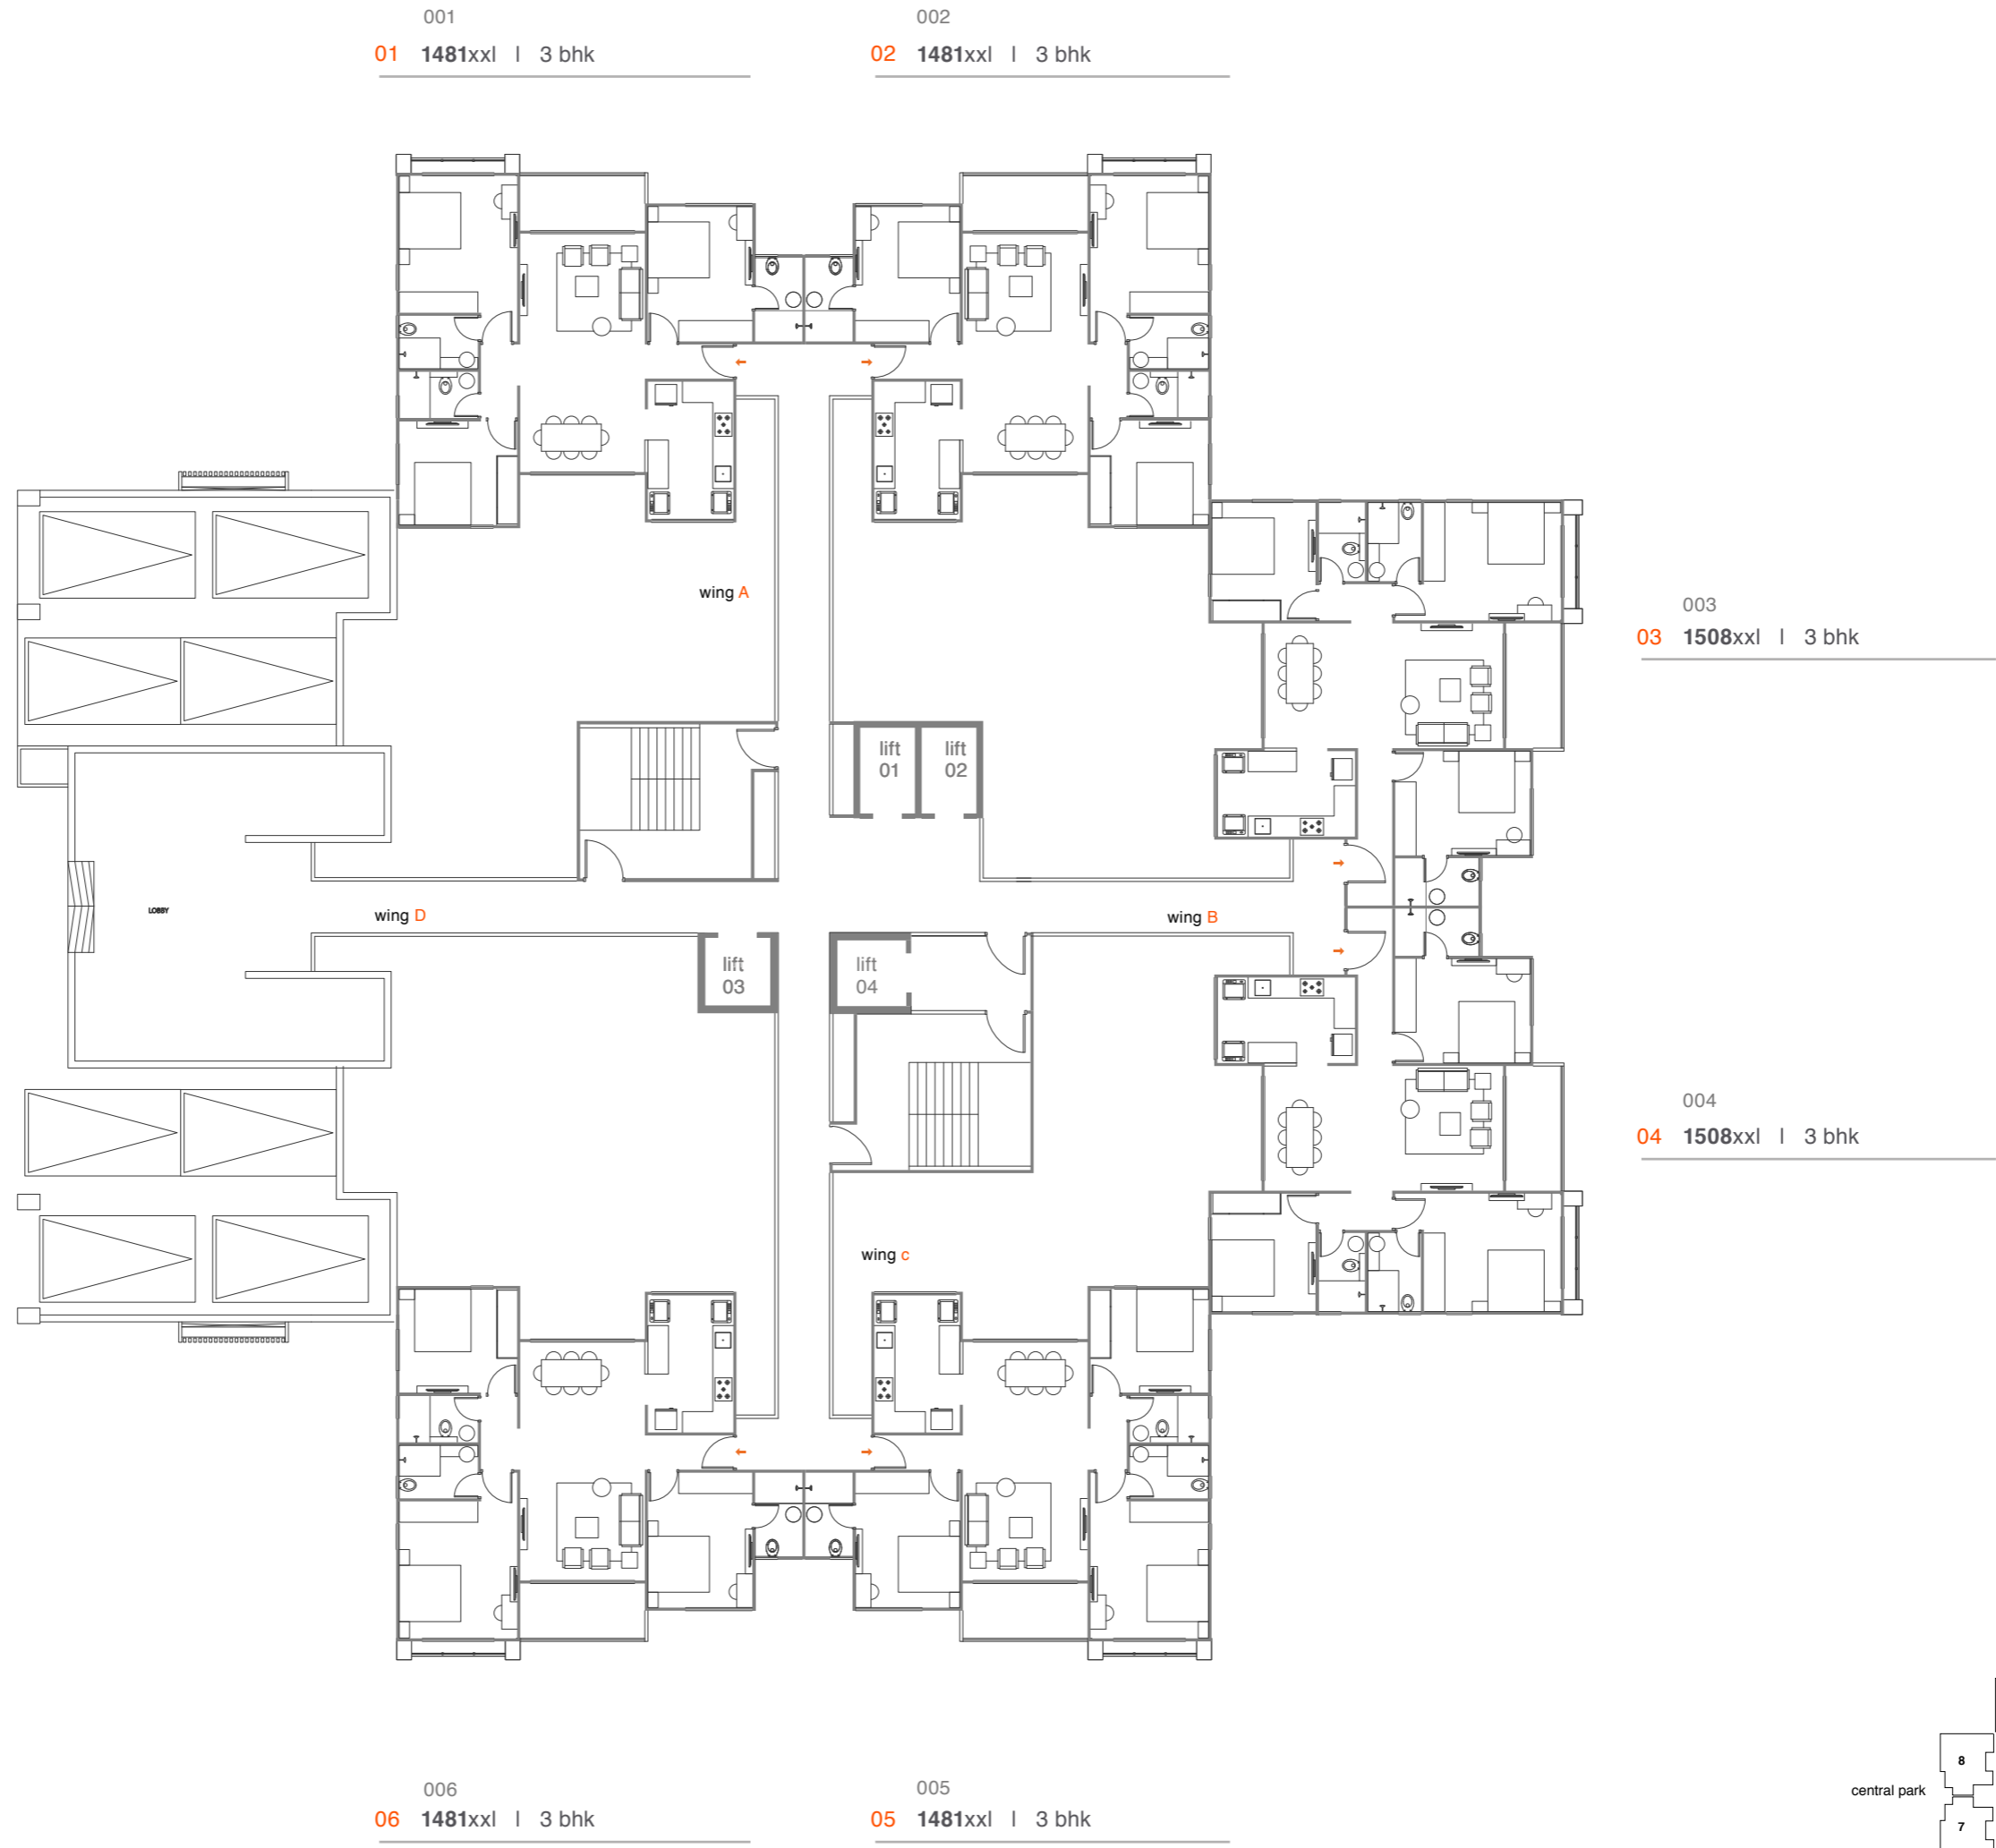 001
01 1481xxl | 3 bhk
002
02 1481xxl | 3 bhk
wing A
003
03 1508xxl | 3 bhk
lift
01
lift
02
LOBBY
wing D
wing B
lift
03
lift
04
004
04 1508xxl | 3 bhk
wing c
006
06 1481xxl | 3 bhk
005
05 1481xxl | 3 bhk
8
central park
7